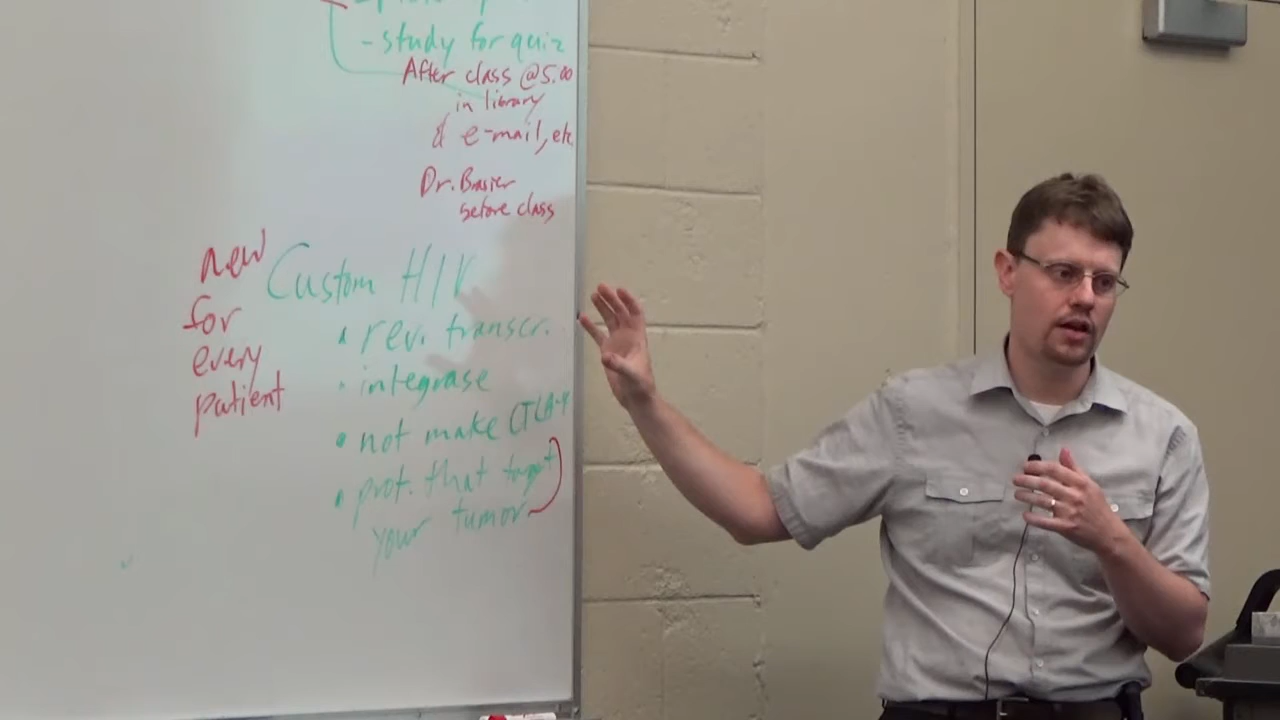 - study for quiz
After class @ 5:00
in library
& e-mail, etc.
Dr. Brasier
before class
new
for
every
patient
Custom HIV
• rev. transcr.
• integrase
• not make CTLA-4
• prot. that target
your tumor